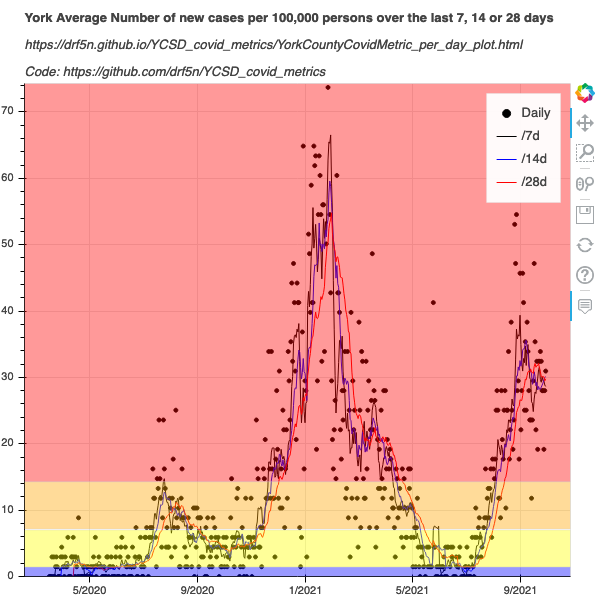 York Average Number of new cases per 100,000 persons over the last 7, 14 or 28 days
https://drf5n.github.io/YCSD_covid_metrics/YorkCountyCovidMetric_per_day_plot.html
Code: https://github.com/drf5n/YCSD_covid_metrics
Daily
/7d
/14d
/28d
70
60
50
40
30
20
10
0
5/2020 9/2020 1/2021 5/2021 9/2021